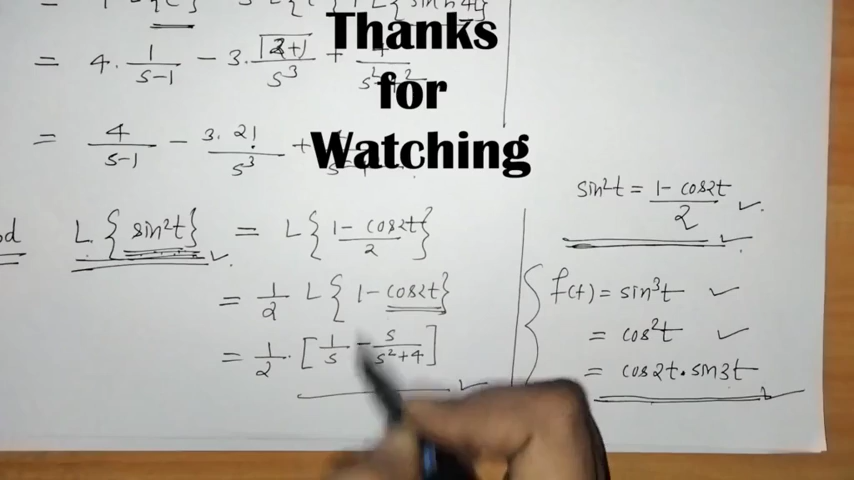 = 4. 1/(s-1) - 3. Γ(2+1)/s³ +
= 4/(s-1) - 3. 2!/s³ +
L{sin²t} = L{(1-cos2t)/2}
= 1/2 L{1-cos2t}
= 1/2 . [1/s - s/(s²+4)]
sin²t = (1-cos2t)/2
f(t) = sin³t
= cos²t
= cos2t.sin3t
Thanks
for
Watching